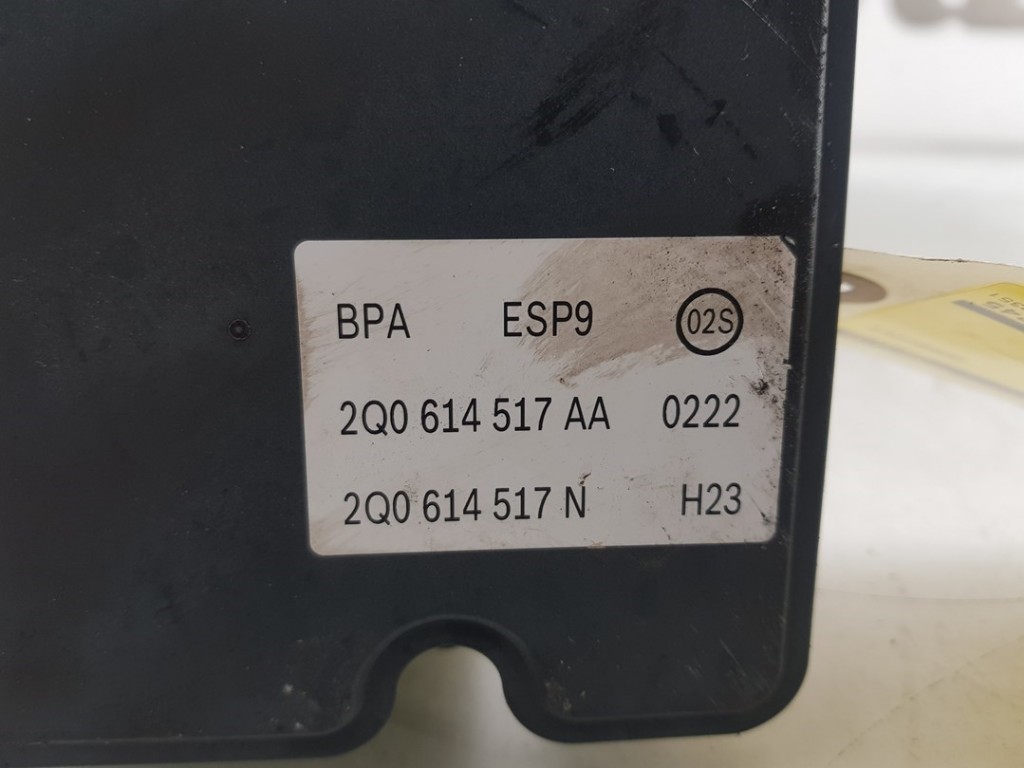 BPA ESP9 02S
2Q0 614 517 AA 0222
2Q0 614 517 N H23